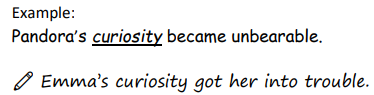 Example:
Pandora's curiosity became unbearable.
Emma's curiosity got her into trouble.